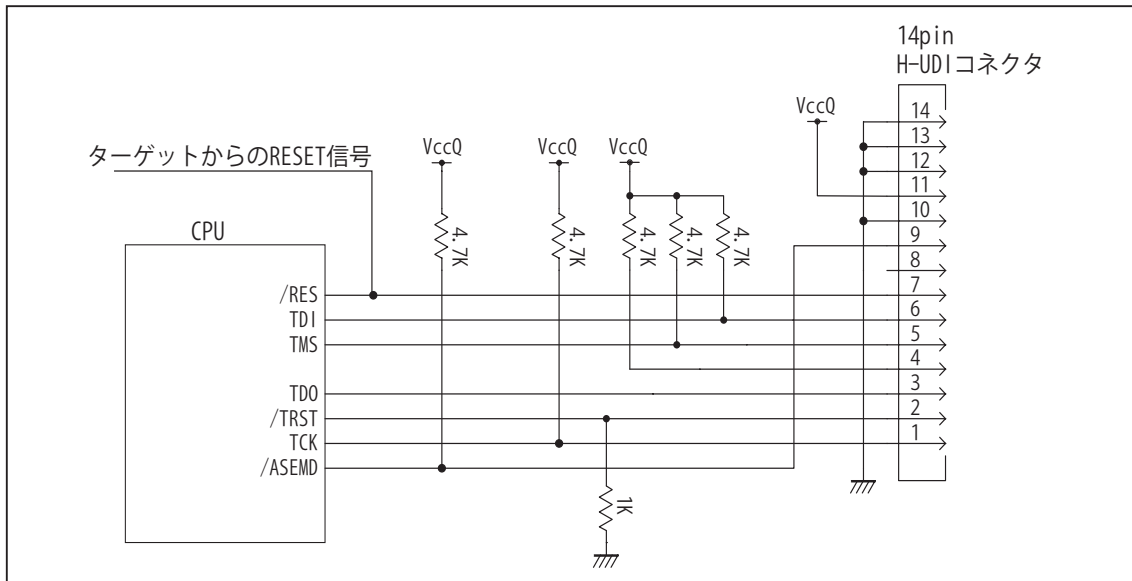 14pin
H-UDIコネクタ
VccQ
14
13
12
11
10
9
8
7
6
5
4
3
2
1
ターゲットからのRESET信号
VccQ
VccQ
VccQ
4.7K
4.7K
4.7K
4.7K
4.7K
CPU
/RES
TDI
TMS
TDO
/TRST
TCK
/ASEMD
1K